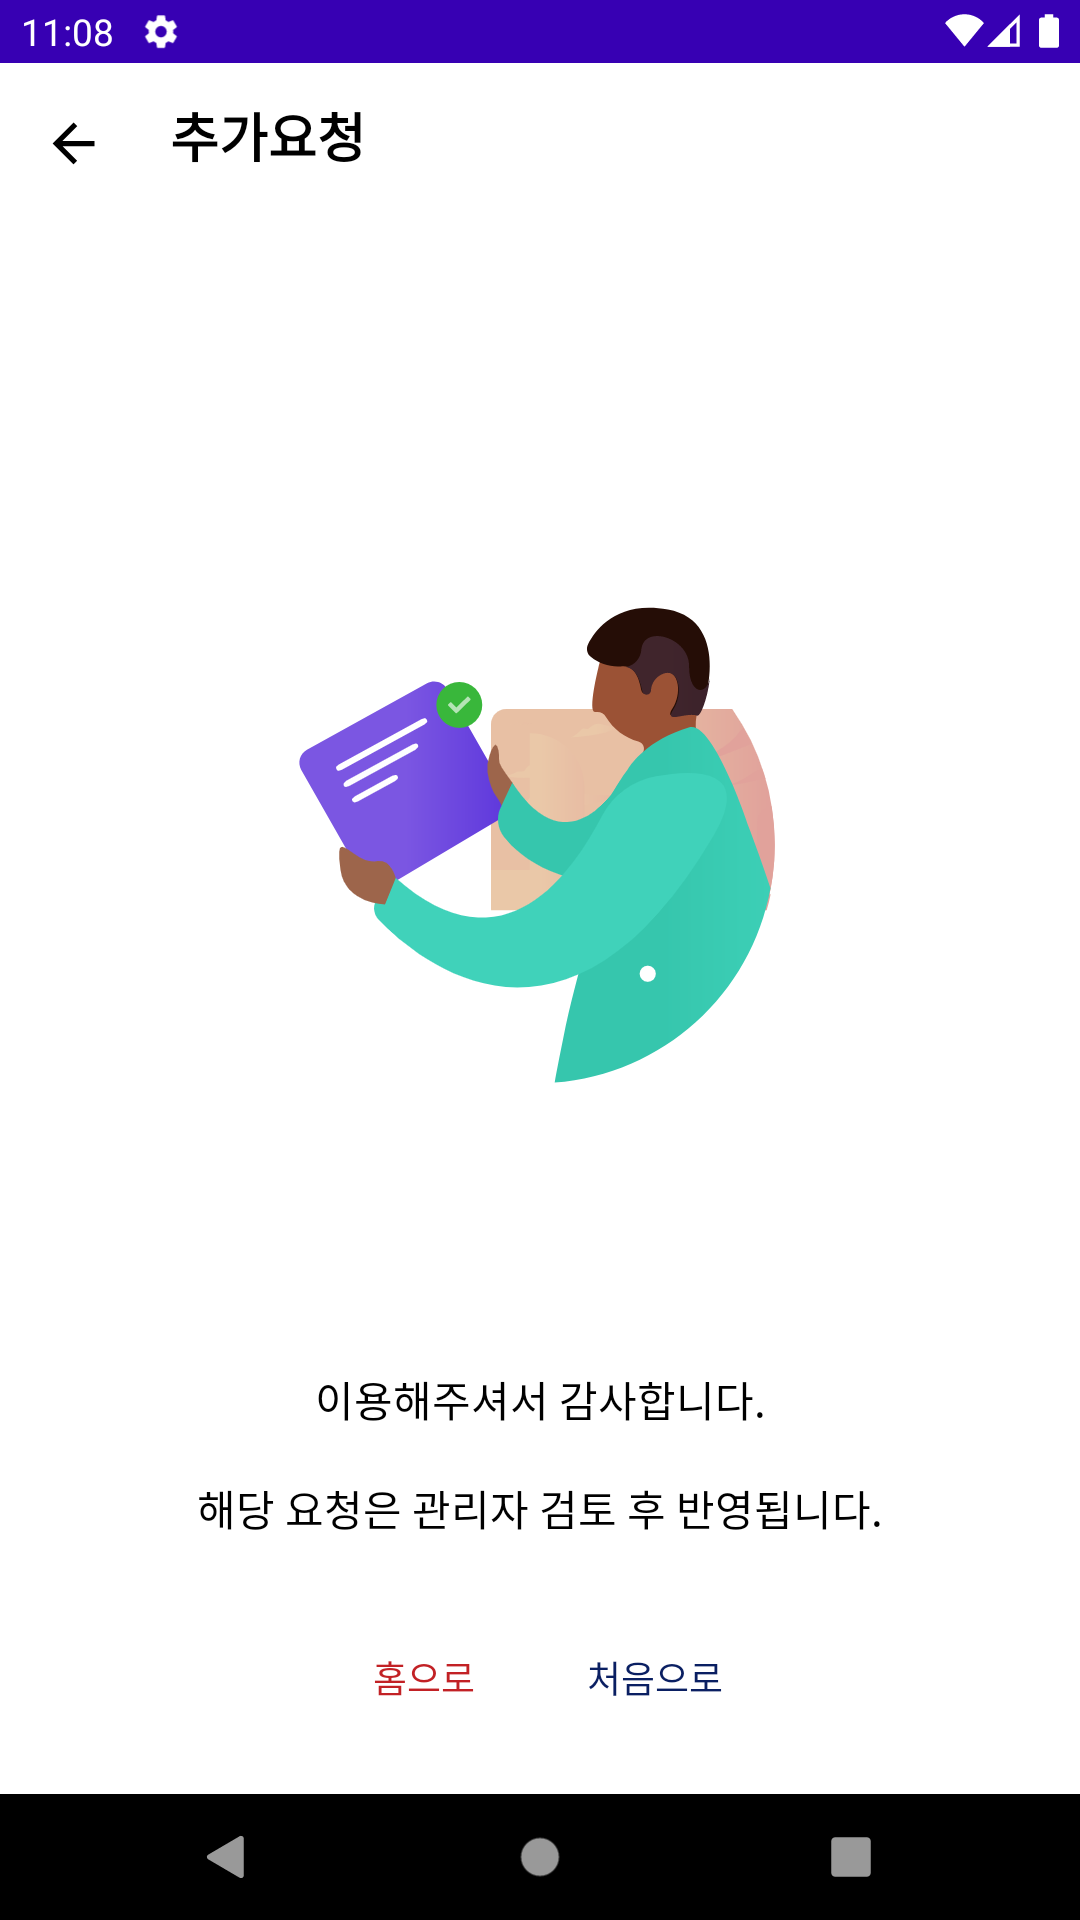 11:08
추가요청
이용해주셔서 감사합니다.
해당 요청은 관리자 검토 후 반영됩니다.
홈으로 처음으로